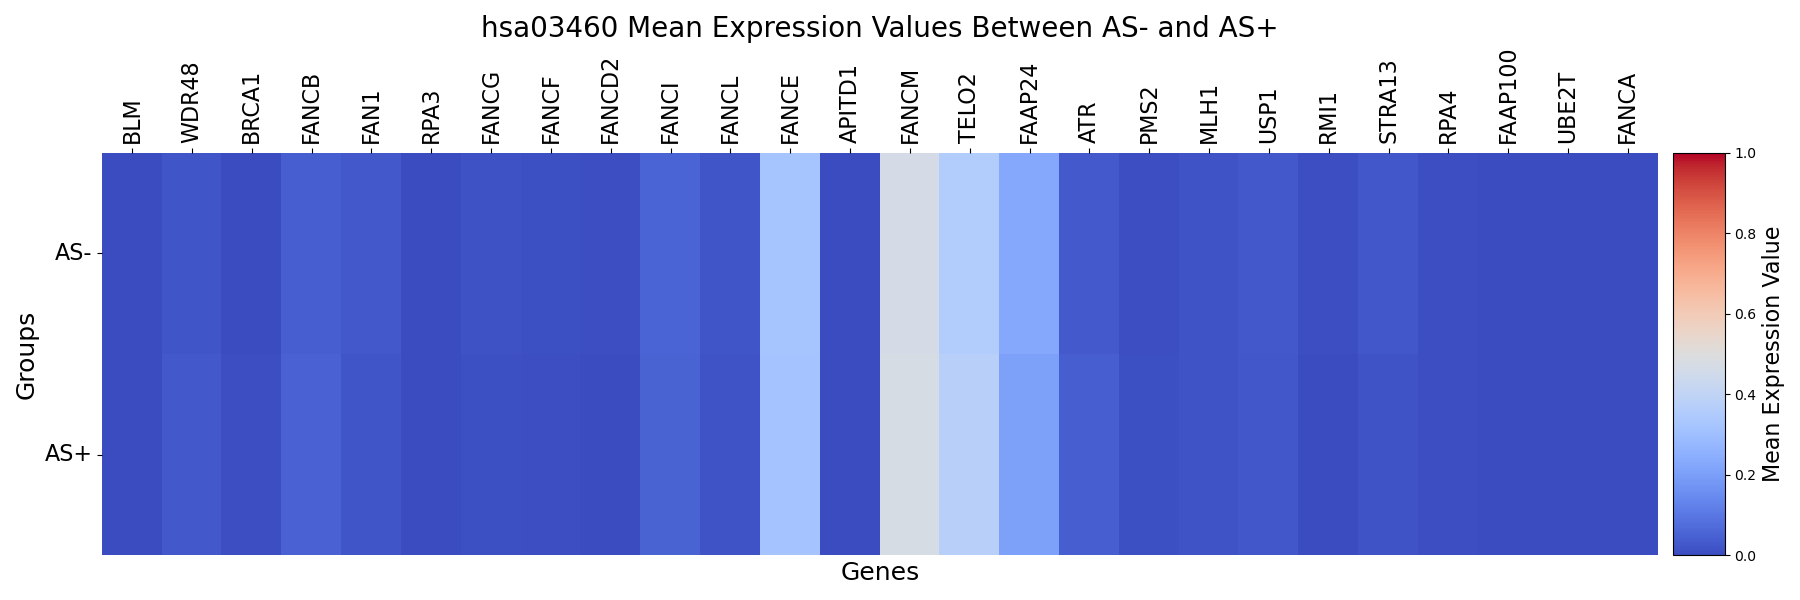 hsa03460 Mean Expression Values Between AS- and AS+
BLM
WDR48
BRCA1
FANCB
FAN1
RPA3
FANCG
FANCF
FANCD2
FANCI
FANCL
FANCE
APITD1
FANCM
TELO2
FAAP24
ATR
PMS2
MLH1
USP1
RMI1
STRA13
RPA4
FAAP100
UBE2T
FANCA
Groups
AS-
AS+
Genes
1.0
0.8
0.6
0.4
0.2
0.0
Mean Expression Value